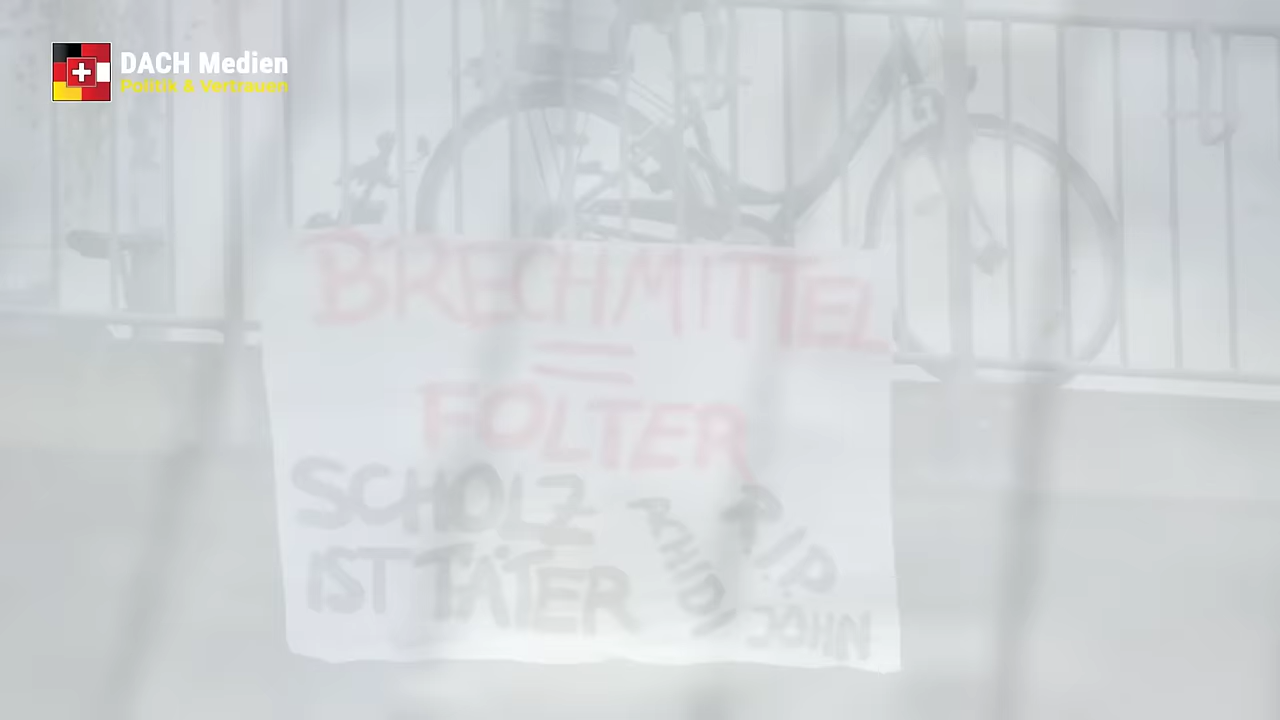 DACH Medien
Politik & Vertrauen
BRECHMITTEL
=
FOLTER
SCHOLZ
IST TÄTER
R.I.P.
ACHIDI
JOHN